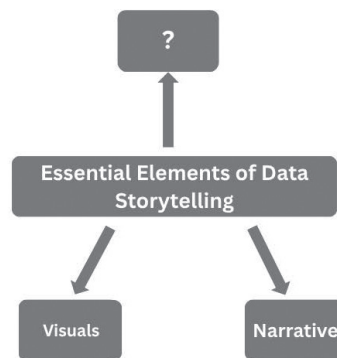 ?
Essential Elements of Data
Storytelling
Visuals
Narrative